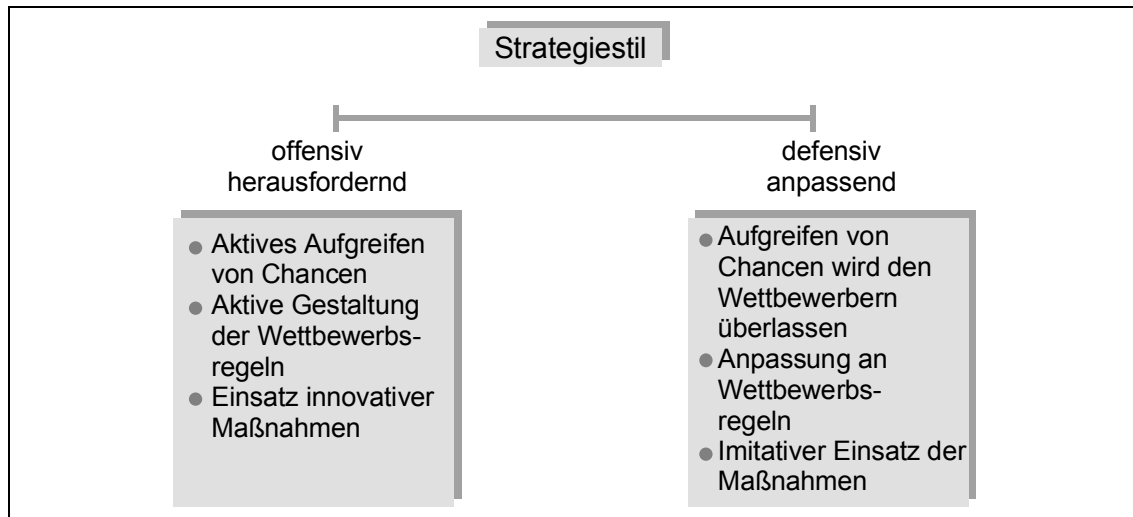 Strategiestil
offensiv
herausfordernd
defensiv
anpassend
Aktives Aufgreifen
von Chancen
Aktive Gestaltung
der Wettbewerbs-
regeln
Einsatz innovativer
Maßnahmen
Aufgreifen von
Chancen wird den
Wettbewerbern
überlassen
Anpassung an
Wettbewerbs-
regeln
Imitativer Einsatz der
Maßnahmen